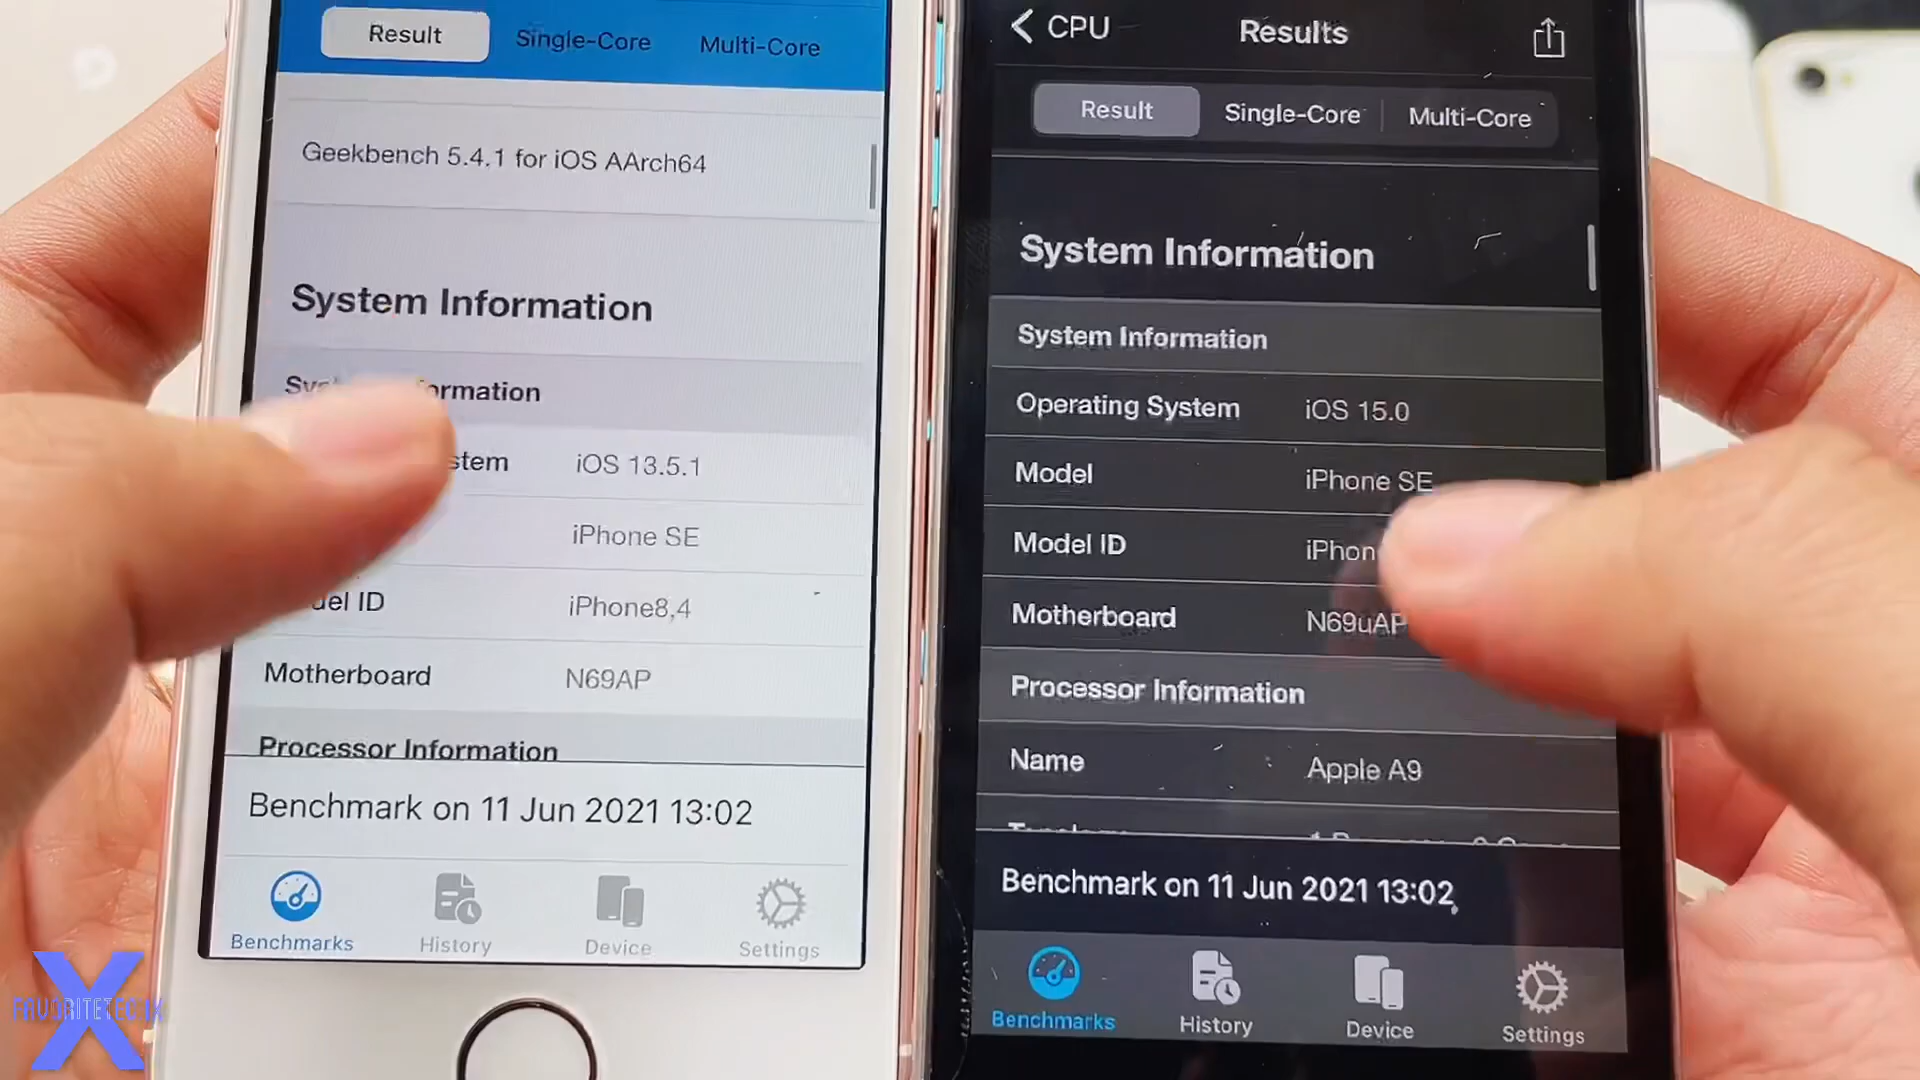 Result Single-Core Multi-Core
Geekbench 5.4.1 for iOS AArch64
System Information
iOS 13.5.1
iPhone SE
iPhone8,4
Motherboard N69AP
Processor Information
Benchmark on 11 Jun 2021 13:02
Benchmarks History Device Settings
CPU Results
Result Single-Core Multi-Core
System Information
System Information
Operating System iOS 15.0
Model iPhone SE
Model ID
Motherboard N69uAP
Processor Information
Name Apple A9
Benchmark on 11 Jun 2021 13:02
Benchmarks History Device Settings
X
FAVORITETECHX